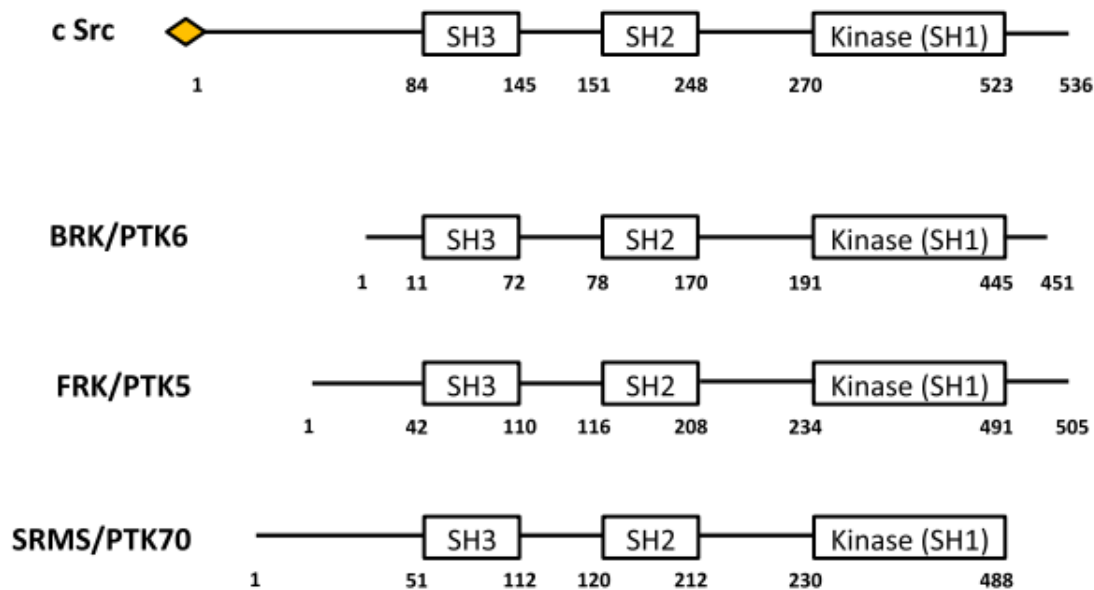 c Src SH3 SH2 Kinase (SH1)
1 84 145 151 248 270 523 536
BRK/PTK6 SH3 SH2 Kinase (SH1)
1 11 72 78 170 191 445 451
FRK/PTK5 SH3 SH2 Kinase (SH1)
1 42 110 116 208 234 491 505
SRMS/PTK70 SH3 SH2 Kinase (SH1)
1 51 112 120 212 230 488